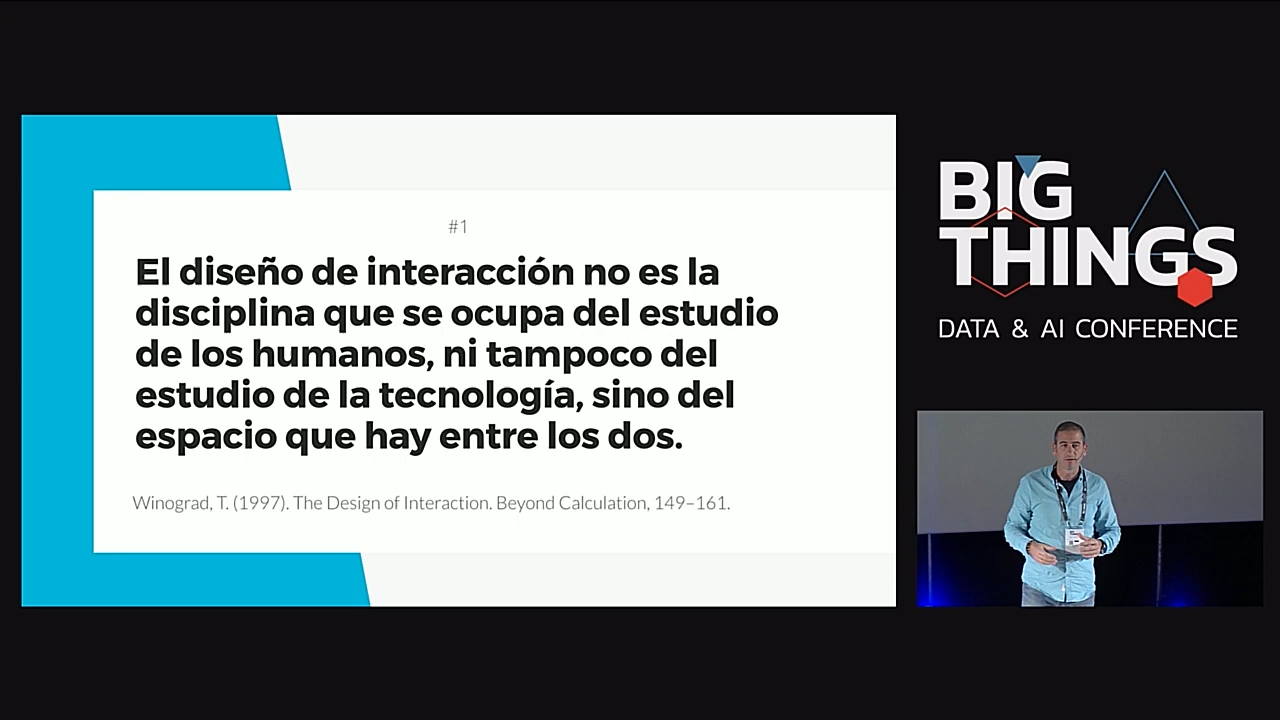 #1
El diseño de interacción no es la
disciplina que se ocupa del estudio
de los humanos, ni tampoco del
estudio de la tecnología, sino del
espacio que hay entre los dos.
Winograd, T. (1997). The Design of Interaction. Beyond Calculation, 149–161.
BIG
THINGS
DATA & AI CONFERENCE